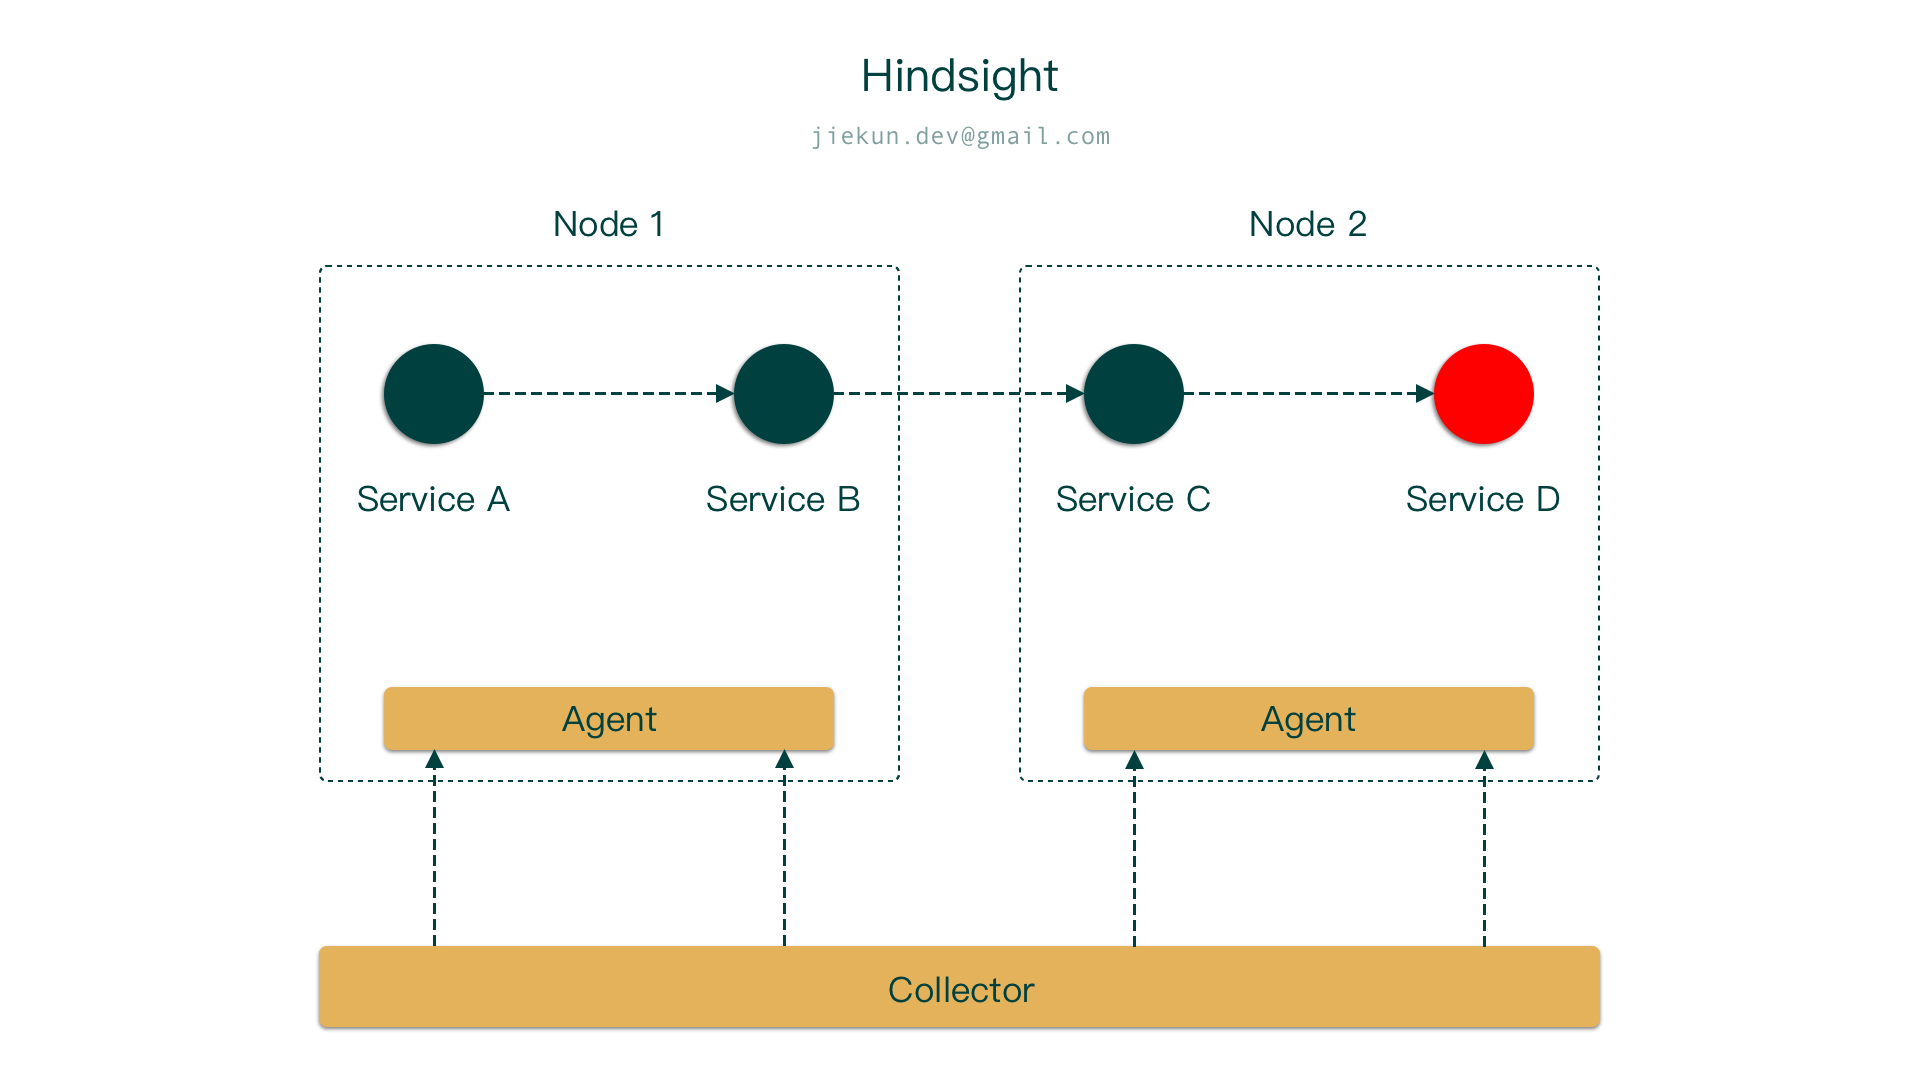 Hindsight
jiekun.dev@gmail.com
Node 1
Node 2
Service A
Service B
Service C
Service D
Agent
Agent
Collector